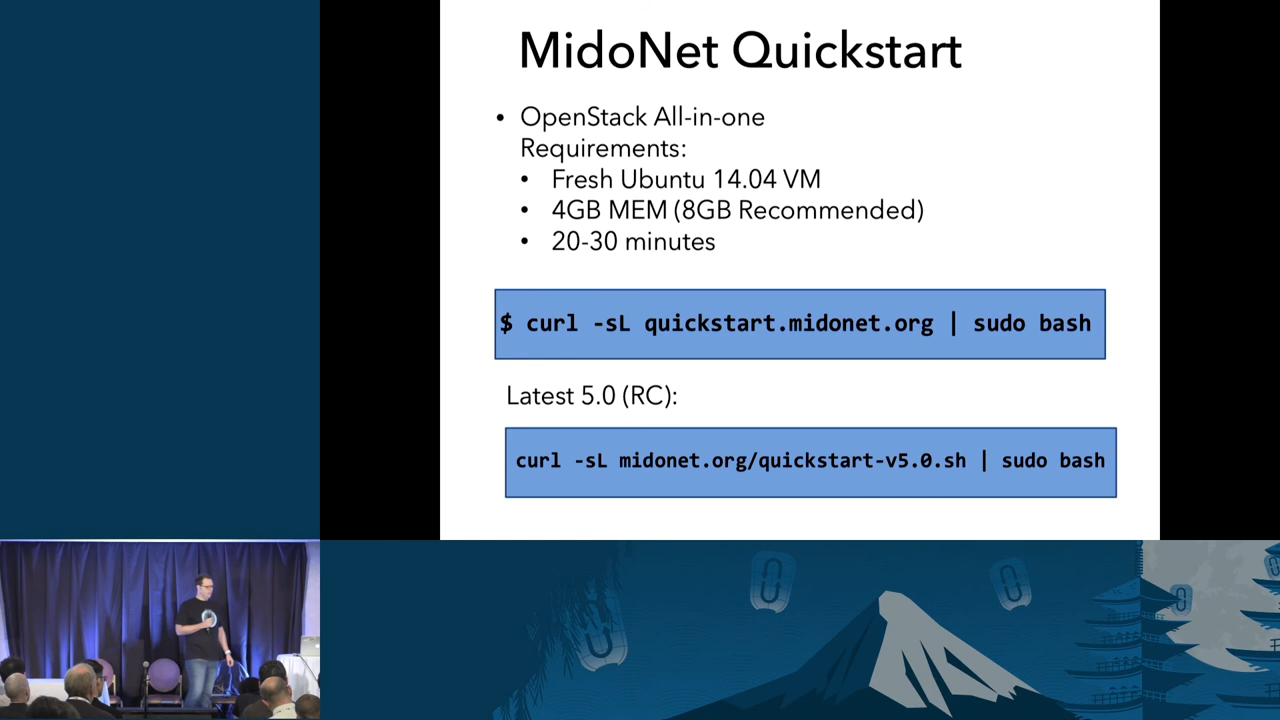 MidoNet Quickstart
• OpenStack All-in-one
Requirements:
• Fresh Ubuntu 14.04 VM
• 4GB MEM (8GB Recommended)
• 20-30 minutes
$ curl -sL quickstart.midonet.org | sudo bash
Latest 5.0 (RC):
curl -sL midonet.org/quickstart-v5.0.sh | sudo bash